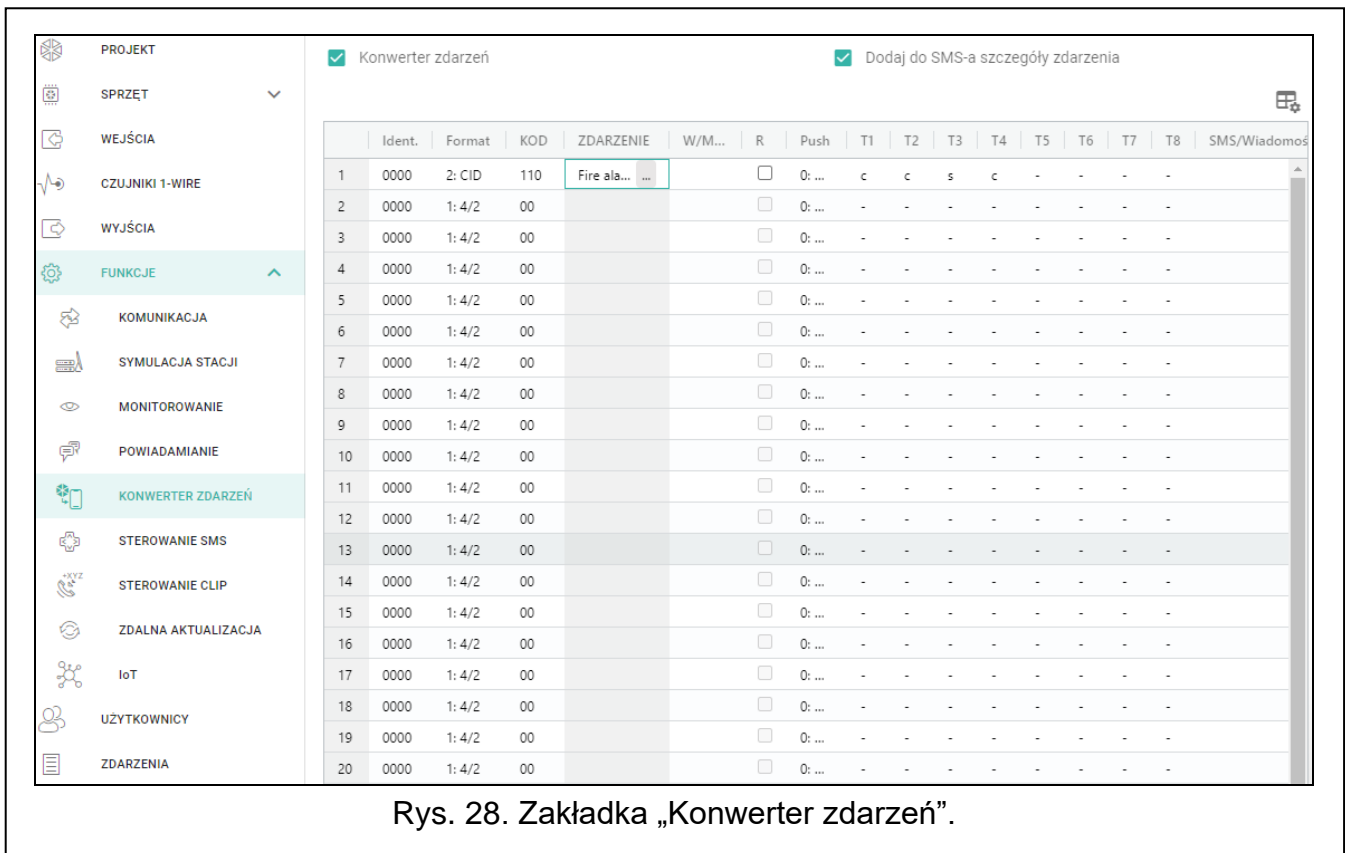 PROJEKT
SPRZĘT
WEJŚCIA
CZUJNIKI 1-WIRE
WYJŚCIA
FUNKCJE
KOMUNIKACJA
SYMULACJA STACJI
MONITOROWANIE
POWIADAMIANIE
KONWERTER ZDARZEŃ
STEROWANIE SMS
+XYZ
STEROWANIE CLIP
ZDALNA AKTUALIZACJA
IoT
UŻYTKOWNICY
ZDARZENIA
Konwerter zdarzeń
Dodaj do SMS-a szczegóły zdarzenia
Ident. Format KOD ZDARZENIE W/M... R Push T1 T2 T3 T4 T5 T6 T7 T8 SMS/Wiadomoś
1 0000 2: CID 110 Fire ala... ... 0: ... c c s c - - - -
2 0000 1: 4/2 00 0: ... - - - - - - - -
3 0000 1: 4/2 00 0: ... - - - - - - - -
4 0000 1: 4/2 00 0: ... - - - - - - - -
5 0000 1: 4/2 00 0: ... - - - - - - - -
6 0000 1: 4/2 00 0: ... - - - - - - - -
7 0000 1: 4/2 00 0: ... - - - - - - - -
8 0000 1: 4/2 00 0: ... - - - - - - - -
9 0000 1: 4/2 00 0: ... - - - - - - - -
10 0000 1: 4/2 00 0: ... - - - - - - - -
11 0000 1: 4/2 00 0: ... - - - - - - - -
12 0000 1: 4/2 00 0: ... - - - - - - - -
13 0000 1: 4/2 00 0: ... - - - - - - - -
14 0000 1: 4/2 00 0: ... - - - - - - - -
15 0000 1: 4/2 00 0: ... - - - - - - - -
16 0000 1: 4/2 00 0: ... - - - - - - - -
17 0000 1: 4/2 00 0: ... - - - - - - - -
18 0000 1: 4/2 00 0: ... - - - - - - - -
19 0000 1: 4/2 00 0: ... - - - - - - - -
20 0000 1: 4/2 00 0: ... - - - - - - - -
Rys. 28. Zakładka „Konwerter zdarzeń”.